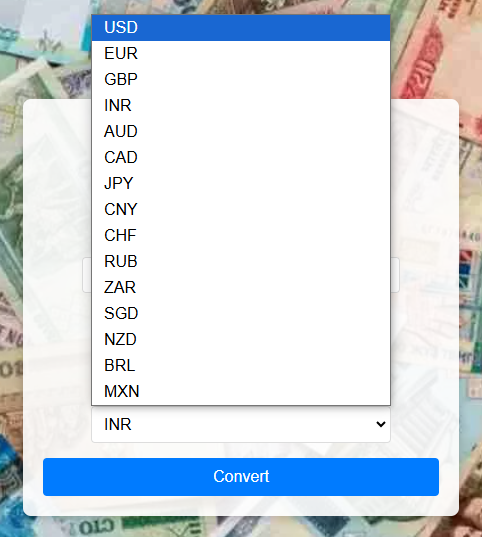 USD
EUR
GBP
INR
AUD
CAD
JPY
CNY
CHF
RUB
ZAR
SGD
NZD
BRL
MXN
INR
Convert